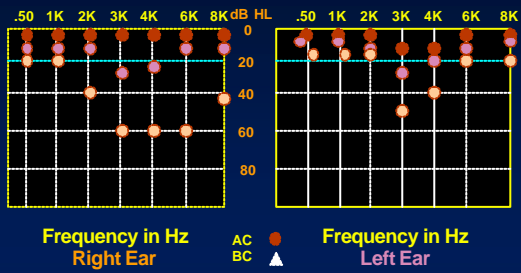 .50 1K 2K 3K 4K 6K 8K dB HL .50 1K 2K 3K 4K 6K 8K
0
20
40
60
80
Frequency in Hz AC Frequency in Hz
Right Ear BC Left Ear